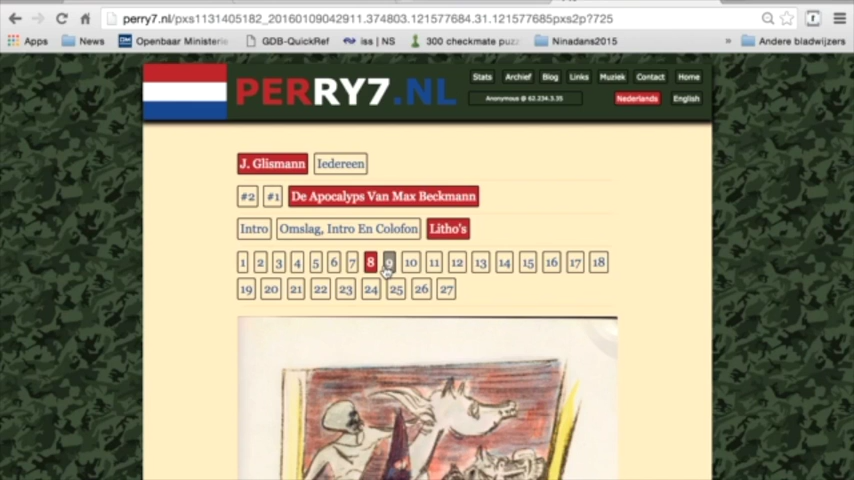 perry7.nl/pxs1131405182_20160109042911.374803.121577684.31.121577685pxs2p?725
Apps News Openbaar Ministerie GDB-QuickRef iss | NS 300 checkmate puz Ninadans2015 » Andere bladwijzers
PERRY7.NL
Stats Archief Blog Links Muziek Contact Home
Anonymous @ 62.234.3.35 Nederlands English
J. Glismann Iedereen
#2 #1 De Apocalyps Van Max Beckmann
Intro Omslag, Intro En Colofon Litho's
1 2 3 4 5 6 7 8 9 10 11 12 13 14 15 16 17 18
19 20 21 22 23 24 25 26 27